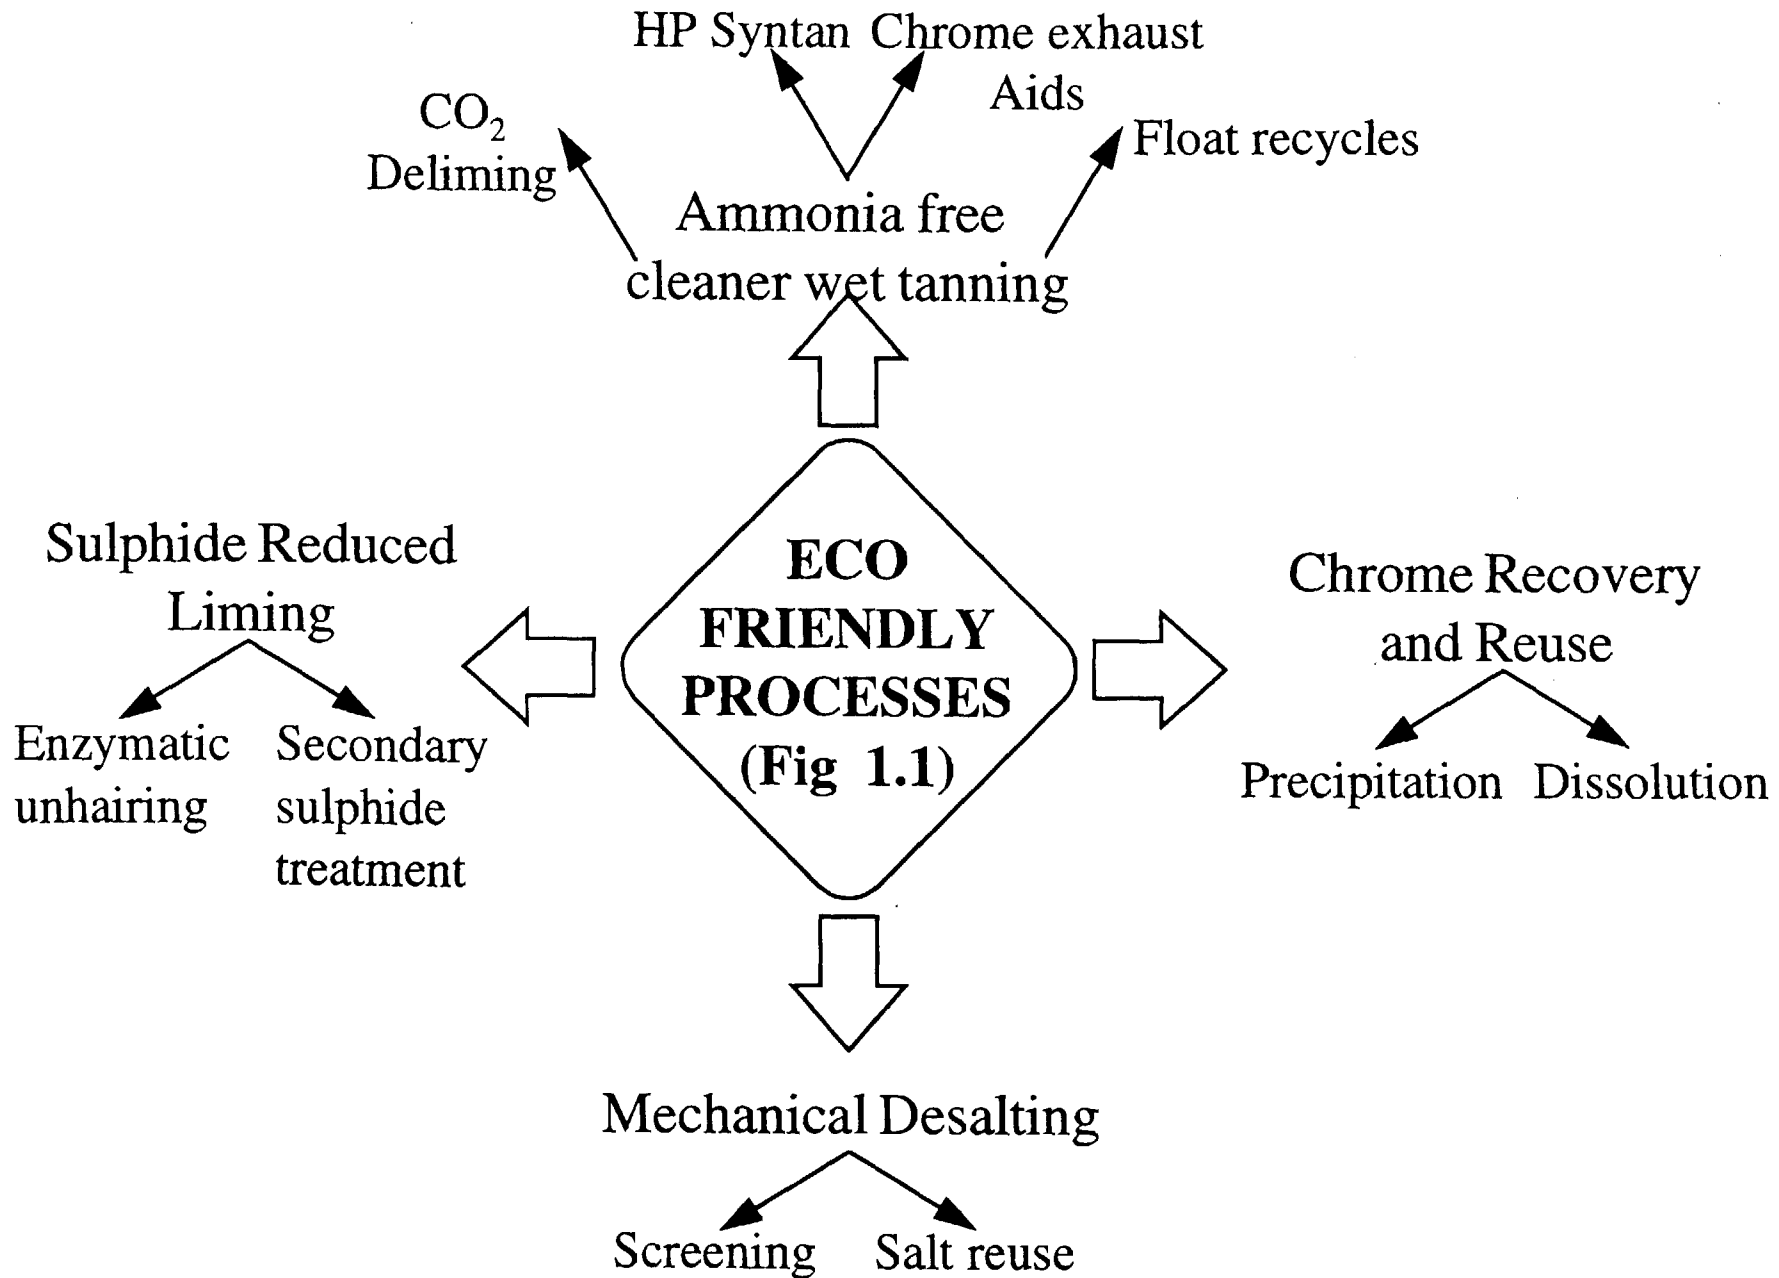 HP Syntan Chrome exhaust
Aids
CO₂
Deliming
Float recycles
Ammonia free
cleaner wet tanning
Sulphide Reduced
Liming
Enzymatic
unhairing
Secondary
sulphide
treatment
ECO
FRIENDLY
PROCESSES
(Fig 1.1)
Chrome Recovery
and Reuse
Precipitation
Dissolution
Mechanical Desalting
Screening
Salt reuse